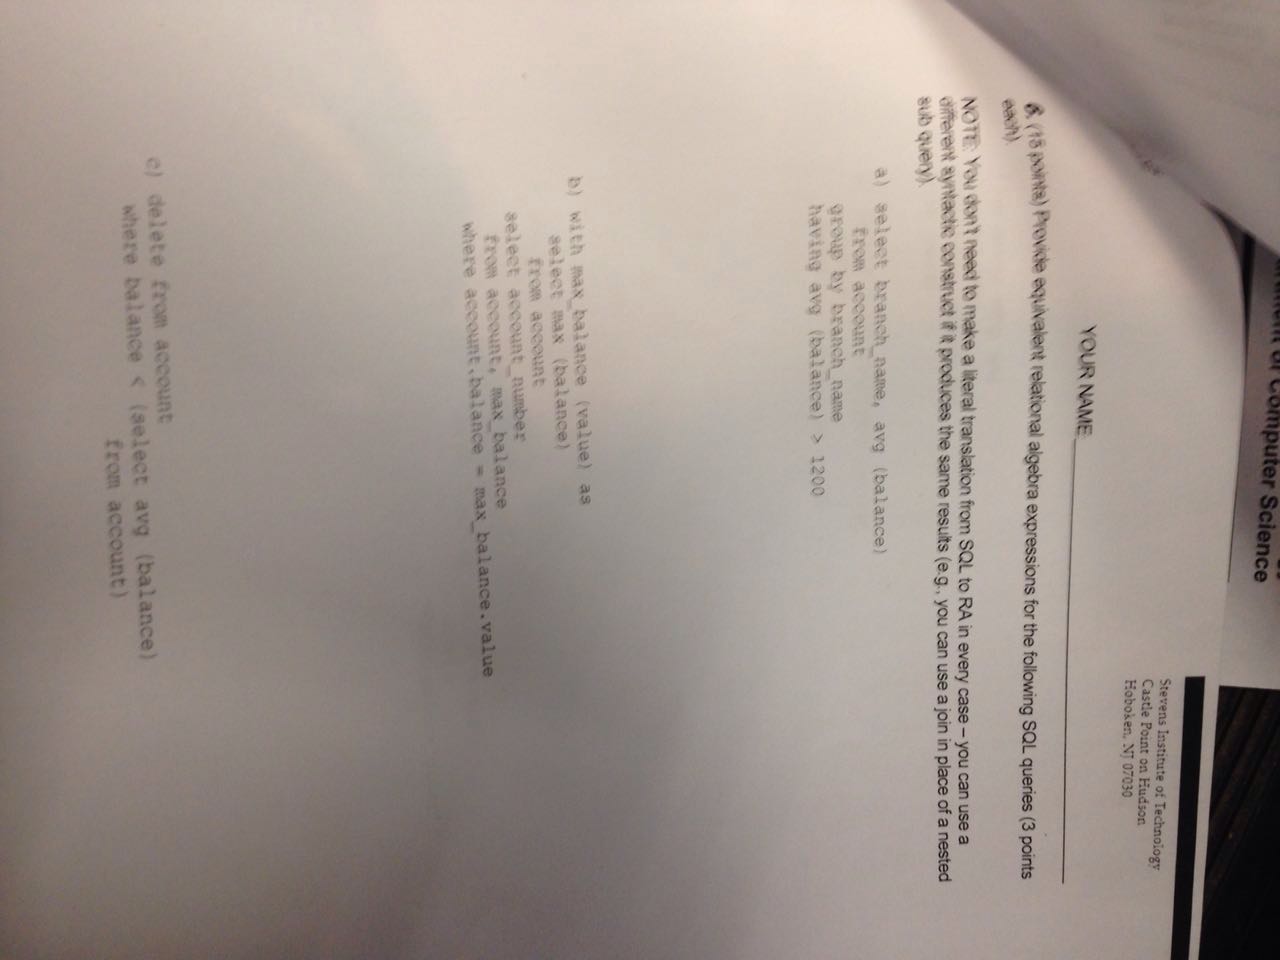 of Computer Science
Stevens Institute of Technology
Castle Point on Hudson
Hoboken, NJ 07030
YOUR NAME
6. (15 points) Provide equivalent relational algebra expressions for the following SQL queries (3 points
each).
NOTE: You don't need to make a literal translation from SQL to RA in every case – you can use a
different syntactic construct if it produces the same results (e.g., you can use a join in place of a nested
sub query).
a) select branch_name, avg (balance)
from account
group by branch_name
having avg (balance) > 1200
b) with max_balance (value) as
select max (balance)
from account
select account_number
from account, max_balance
where account.balance = max_balance.value
c) delete from account
where balance < (select avg (balance)
from account)